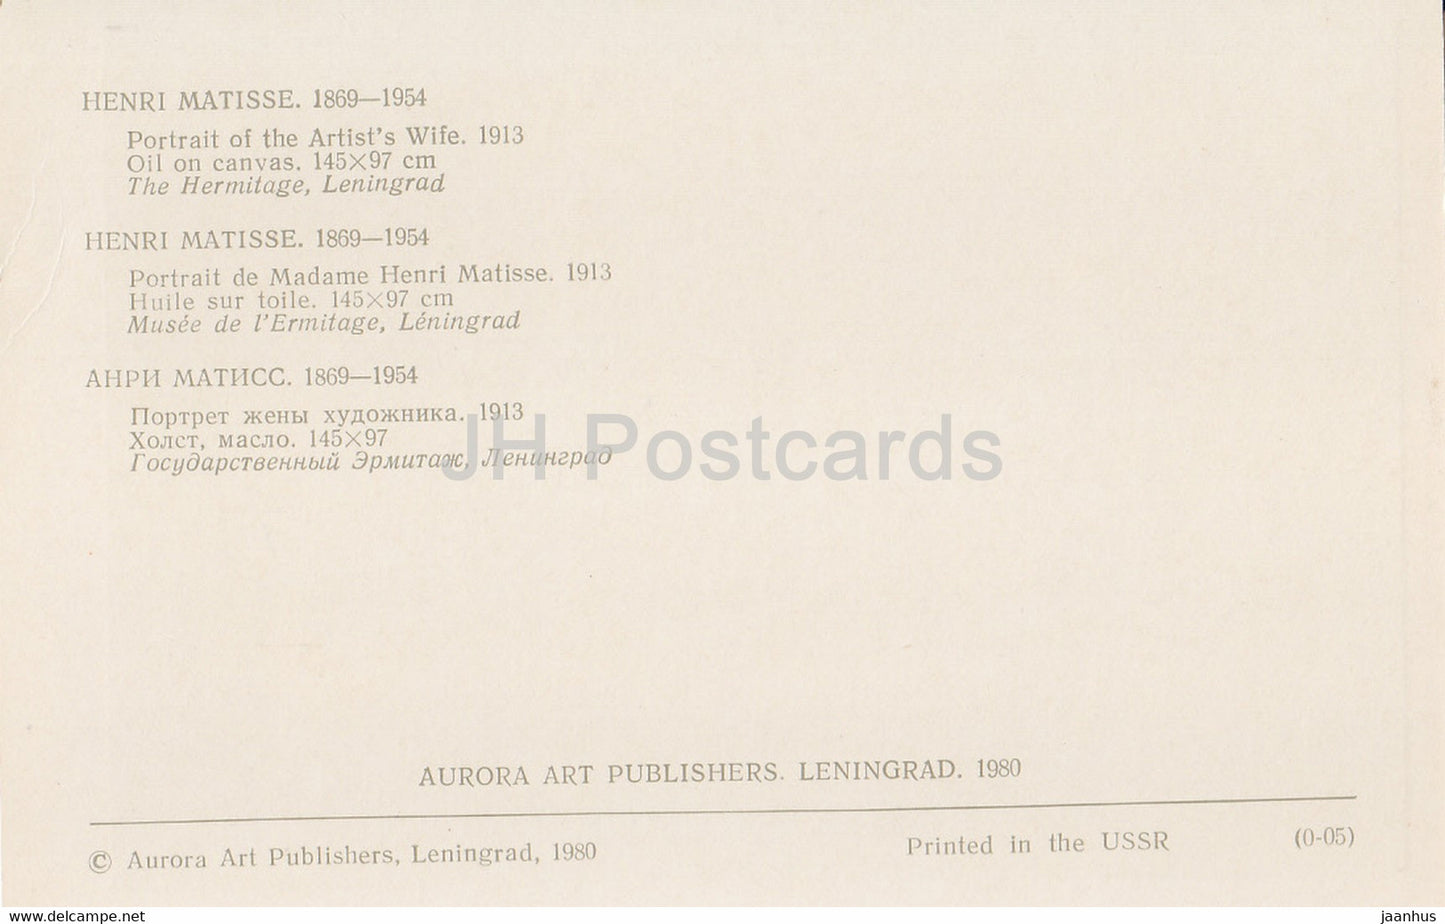 HENRI MATISSE. 1869—1954
Portrait of the Artist's Wife. 1913
Oil on canvas. 145×97 cm
The Hermitage, Leningrad
HENRI MATISSE. 1869—1954
Portrait de Madame Henri Matisse. 1913
Huile sur toile. 145×97 cm
Musée de l'Ermitage, Léningrad
АНРИ МАТИСС. 1869—1954
Портрет жены художника. 1913
Холст, масло. 145×97
Государственный Эрмитаж, Ленинград
JH Postcards
AURORA ART PUBLISHERS. LENINGRAD. 1980
© Aurora Art Publishers, Leningrad, 1980
Printed in the USSR
(0-05)
www.delcampe.net
jaanhus